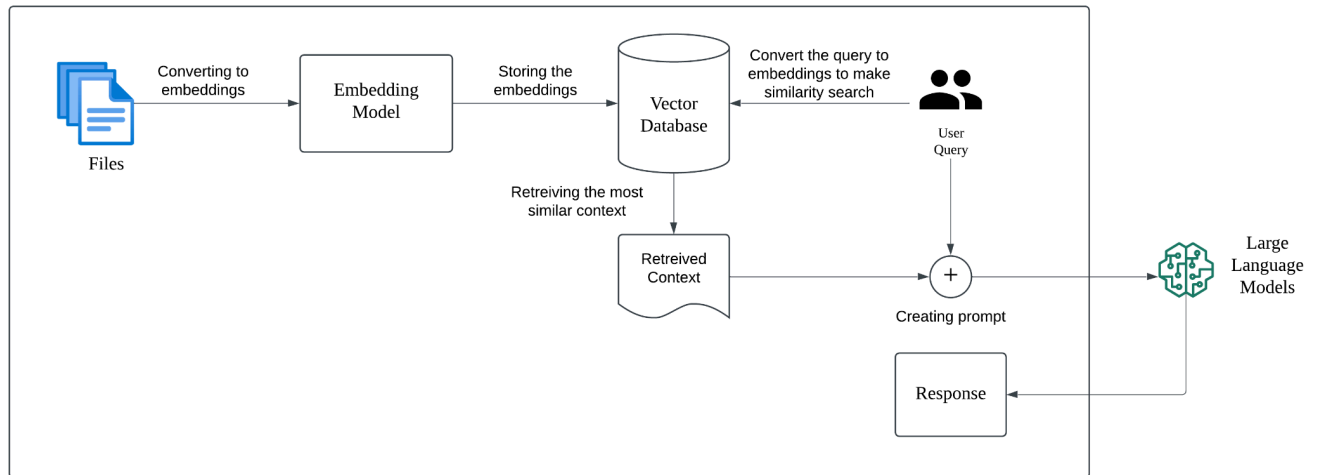 Converting to
embeddings
Files
Embedding
Model
Storing the
embeddings
Vector
Database
Convert the query to
embeddings to make
similarity search
User
Query
Retreiving the most
similar context
Retreived
Context
+
Creating prompt
Large
Language
Models
Response